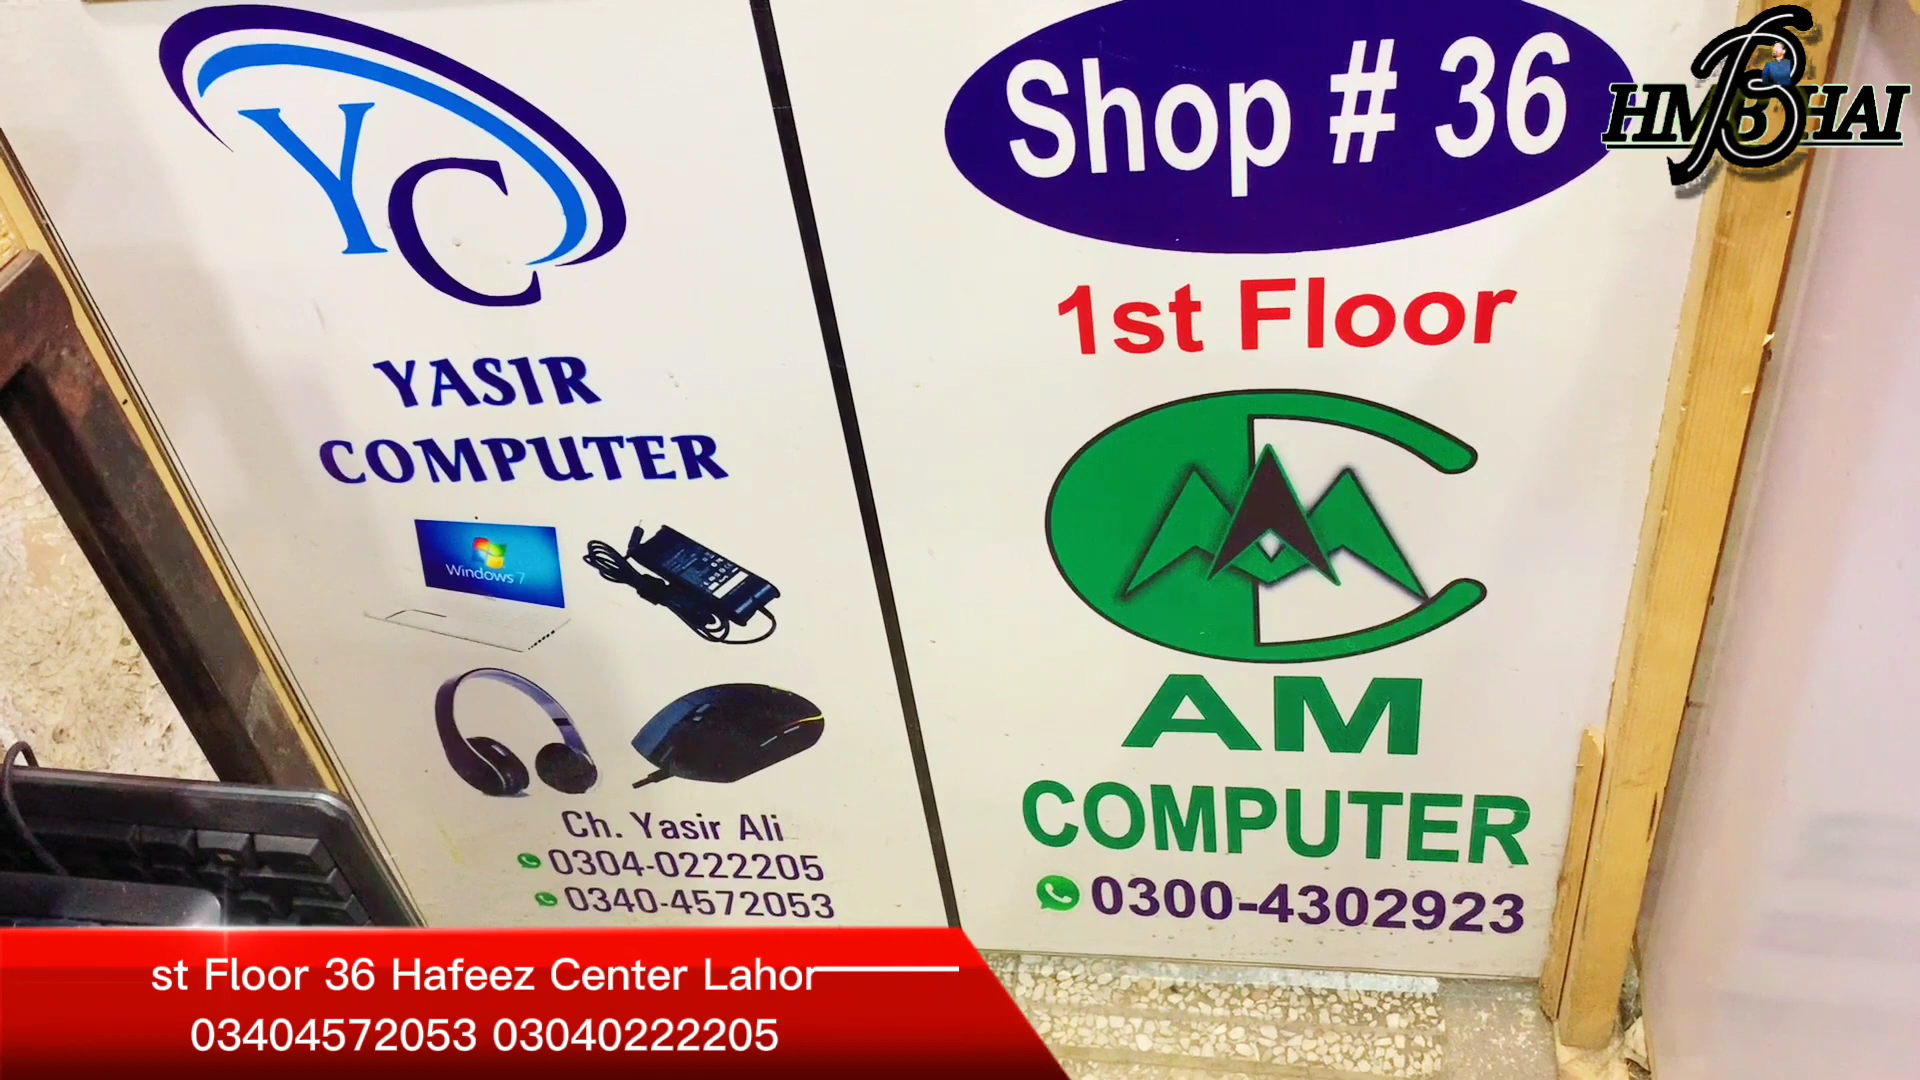 YC
YASIR
COMPUTER
Windows 7
Ch. Yasir Ali
0304-0222205
0340-4572053
Shop # 36
1st Floor
AM
COMPUTER
0300-4302923
HMBHAI
st Floor 36 Hafeez Center Lahor
03404572053 03040222205